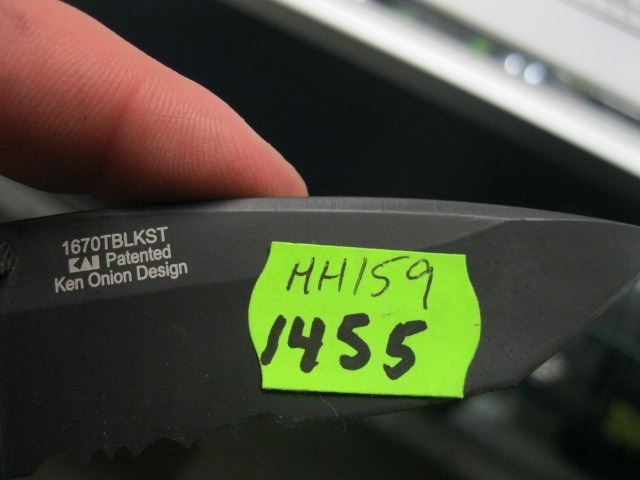 1670TBLKST
KAI Patented
Ken Onion Design
HH159
1455